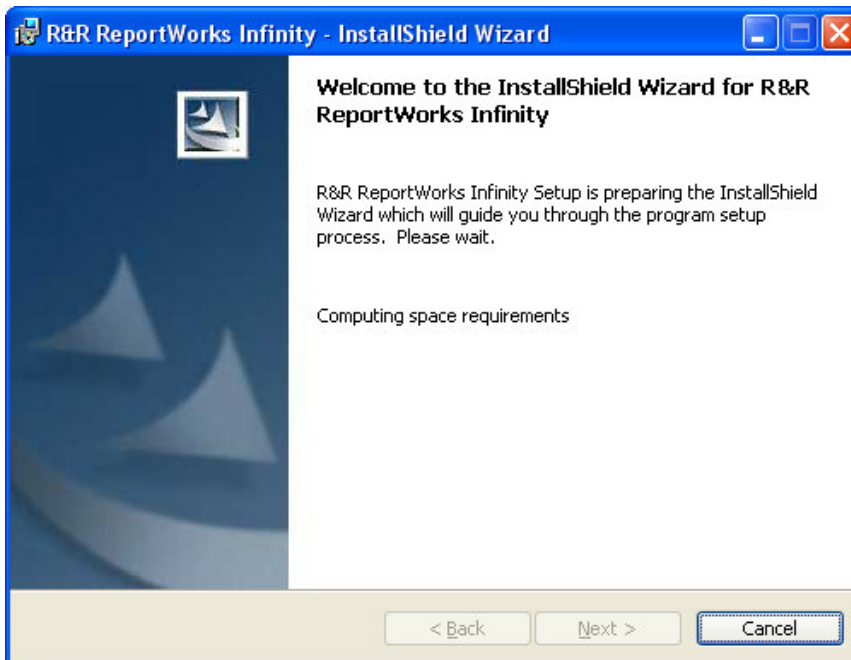 R&R ReportWorks Infinity - InstallShield Wizard
Welcome to the InstallShield Wizard for R&R
ReportWorks Infinity
R&R ReportWorks Infinity Setup is preparing the InstallShield
Wizard which will guide you through the program setup
process. Please wait.
Computing space requirements
< Back Next > Cancel